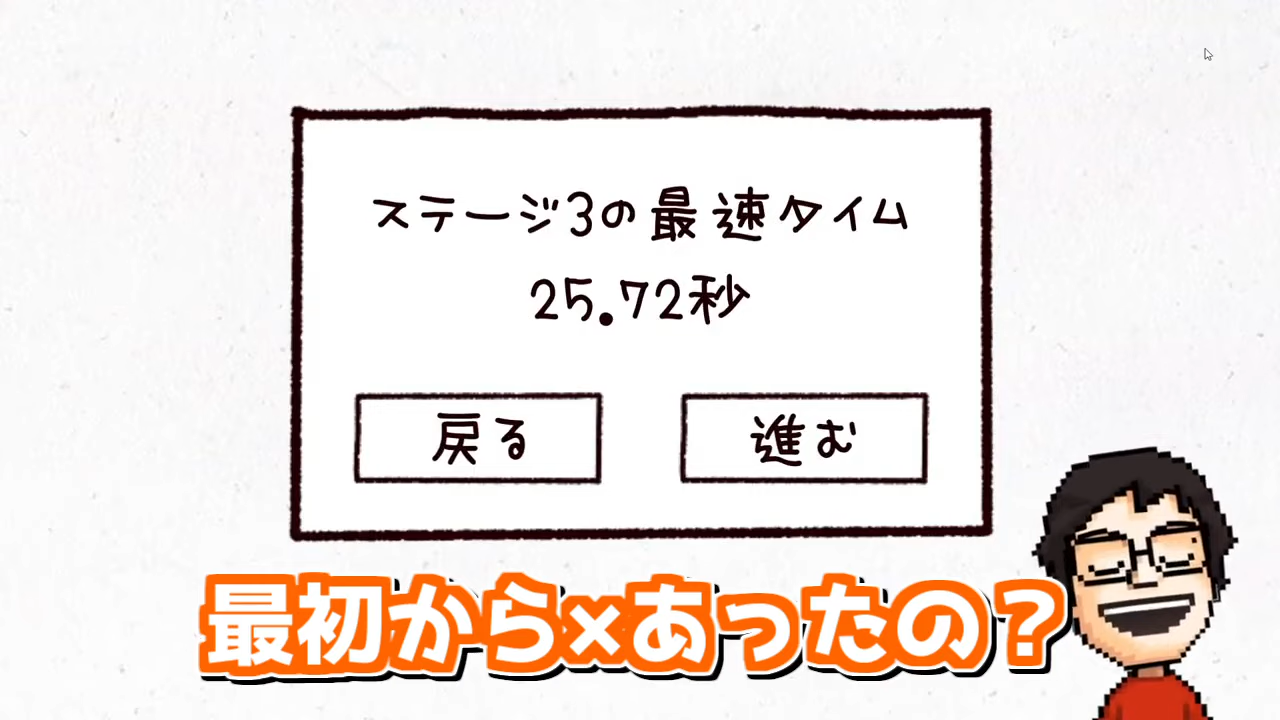 ステージ3の最速タイム
25.72秒
戻る
進む
最初から×あったの？